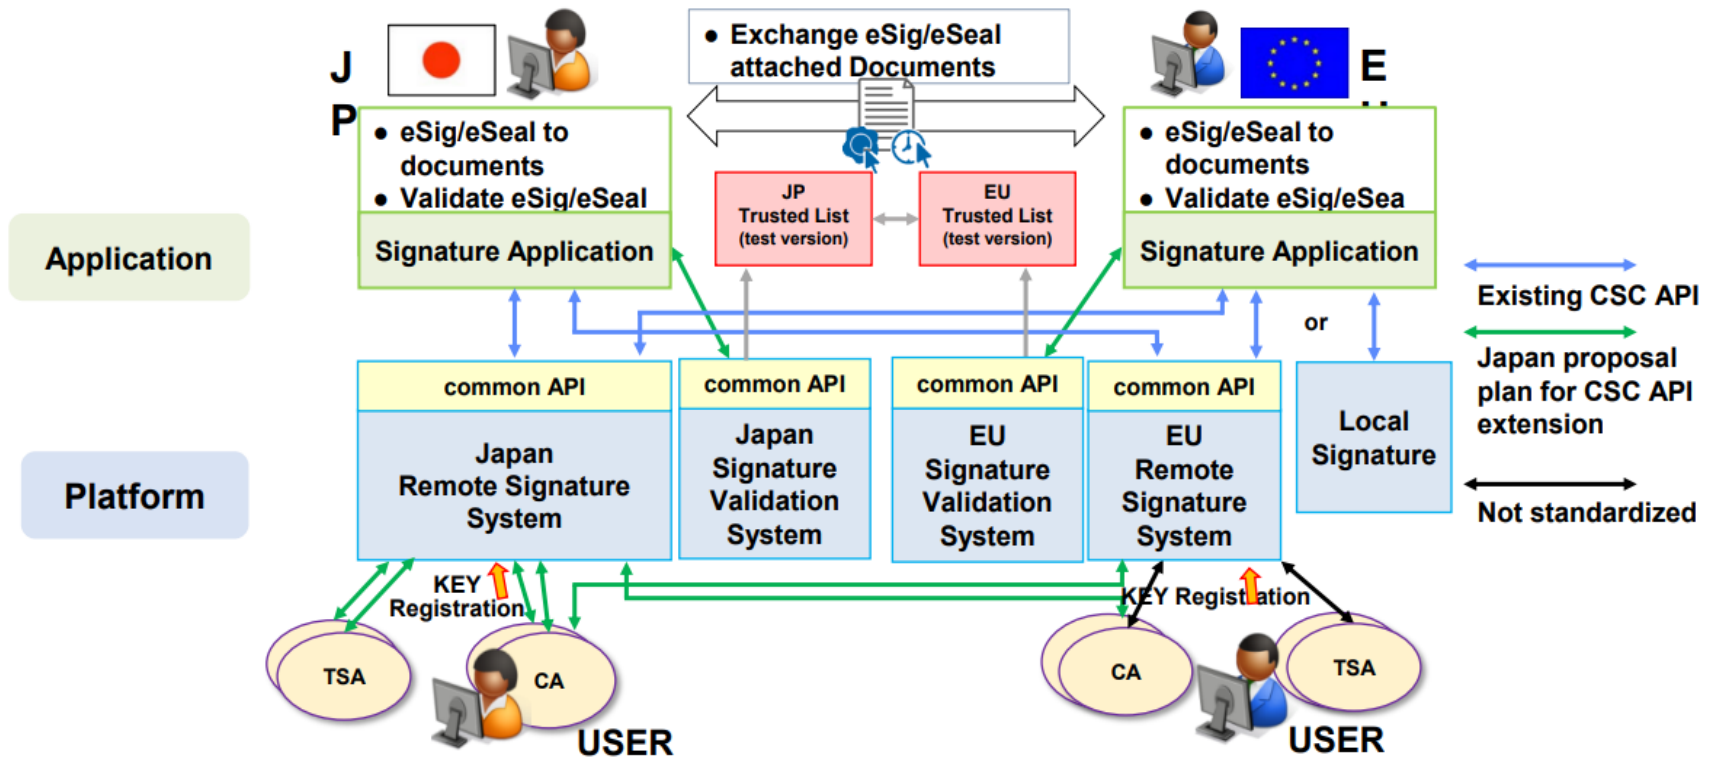 J
P
● Exchange eSig/eSeal
attached Documents
E
● eSig/eSeal to
documents
● Validate eSig/eSeal
Signature Application
JP
Trusted List
(test version)
EU
Trusted List
(test version)
● eSig/eSeal to
documents
● Validate eSig/eSea
Signature Application
Application
Existing CSC API
or
Japan proposal
plan for CSC API
extension
Not standardized
Platform
common API
Japan
Remote Signature
System
common API
Japan
Signature
Validation
System
common API
EU
Signature
Validation
System
common API
EU
Remote
Signature
System
Local
Signature
KEY
Registration
KEY Registration
TSA
CA
USER
CA
TSA
USER